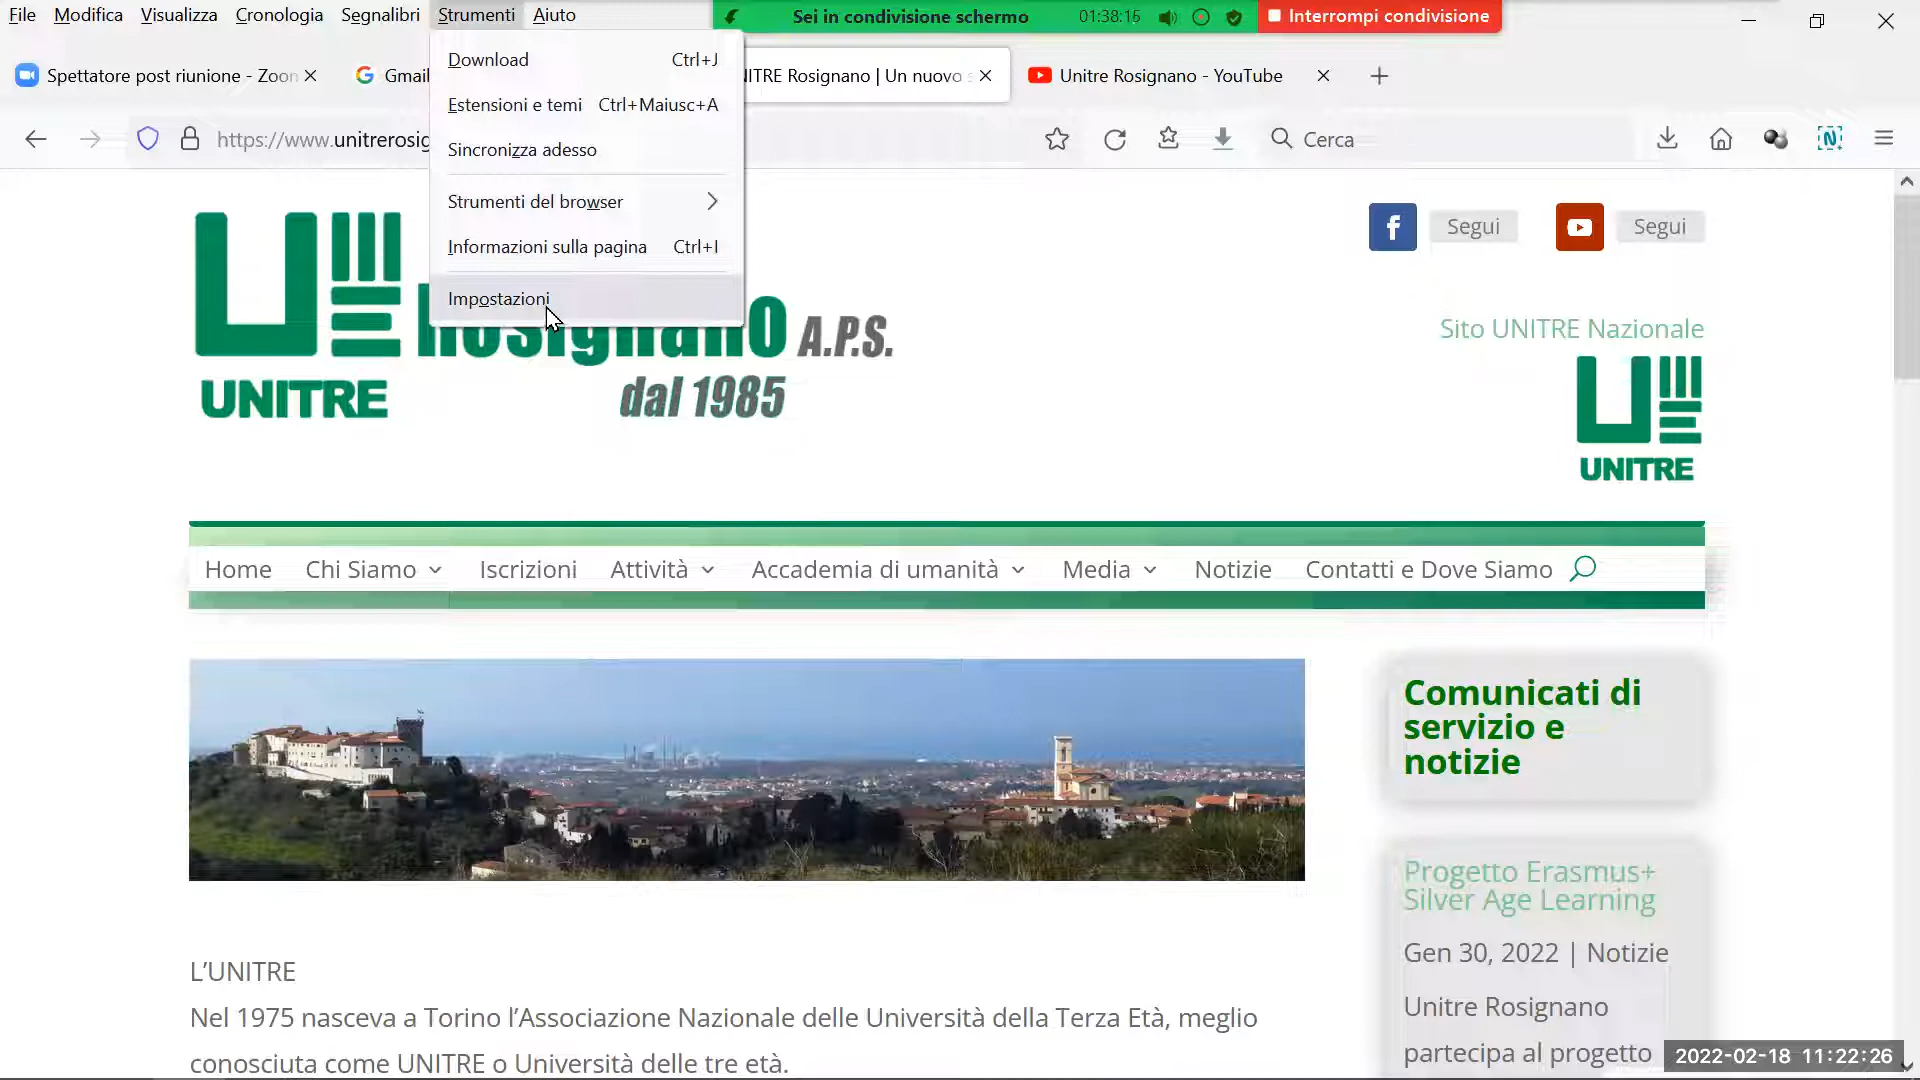 File Modifica Visualizza Cronologia Segnalibri Strumenti Aiuto
Sei in condivisione schermo 01:38:15 Interrompi condivisione
Spettatore post riunione - Zoon
Gmail
NITRE Rosignano | Un nuovo s
Unitre Rosignano - YouTube
https://www.unitrerosig
Cerca
Download Ctrl+J
Estensioni e temi Ctrl+Maiusc+A
Sincronizza adesso
Strumenti del browser
Informazioni sulla pagina Ctrl+I
Impostazioni
Segui
Segui
Rosignano A.P.S.
dal 1985
UNITRE
Sito UNITRE Nazionale
UNITRE
Home Chi Siamo Iscrizioni Attività Accademia di umanità Media Notizie Contatti e Dove Siamo
Comunicati di
servizio e
notizie
Progetto Erasmus+
Silver Age Learning
Gen 30, 2022 | Notizie
Unitre Rosignano
partecipa al progetto
L’UNITRE
Nel 1975 nasceva a Torino l’Associazione Nazionale delle Università della Terza Età, meglio
conosciuta come UNITRE o Università delle tre età.
2022-02-18 11:22:26